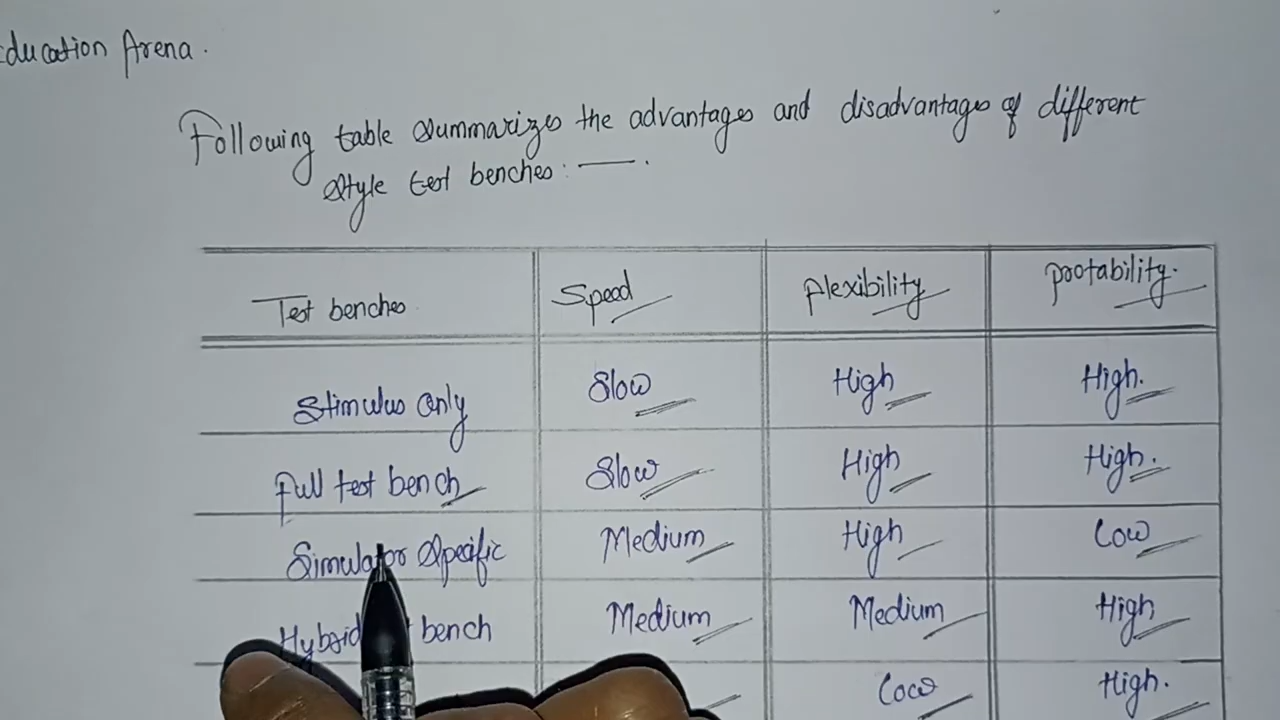 Education Arena.
Following table summarizes the advantages and disadvantages of different
style test benches: —.
Test benches Speed flexibility protability.
Stimulus Only Slow High High.
Full test bench Slow High High.
Simulator Specific Medium High Low
Hybrid bench Medium Medium High
Low High.